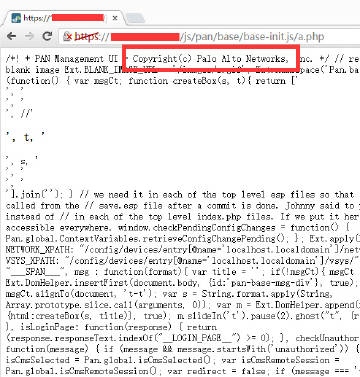 https://
https://
/js/pan/base/base-init.js/a.php
/*! + PAN Management UI + Copyright(c) Palo Alto Networks, Inc. + */ // re
blank image Ext.BLANK_IMAGE_URL
(function() { var msgCt; function createBox(s, t){ return ['
', '
', '
'. //'
', t, '
', s, '
', '
'].join(''); } // we need it in each of the top level esp files so that
called from the // save.esp file after a commit is done. Johnny said to p
instead of // in each of the top level index.php files. If we put it her
accessible everywhere. window.checkPendingConfigChanges = function() {
Pan.global.ContextVariables.retrieveConfigChangePending(); }; Ext.apply(
NETWORK_XPATH: "/config/devices/entry[@name='localhost.localdomain']/netw
VSYS_XPATH: "/config/devices/entry[@name='localhost.localdomain']/vsys/"
"___SPAN___", msg : function(format){ var title = ''; if(!msgCt){ msgCt
Ext.DomHelper.insertFirst(document.body, {id:'pan-base-msg-div'}, true);
msgCt.alignTo(document, 't-t'); var s = String.format.apply(String,
Array.prototype.slice.call(arguments, 0)); var m = Ext.DomHelper.append(m
{html:createBox(s, title)}, true); m.slideIn('t').pause(2).ghost("t", {r
}, isLoginPage: function(response) { return
(response.responseText.indexOf("__LOGIN_PAGE__") >= 0); }, checkUnauthor
function(message) { if (message && message.startsWith('unauthorized')) {
isCmsSelected = Pan.global.isCmsSelected(); var isCmsRemoteSession =
Pan.global.isCmsRemoteSession(); var redirect = false; if (message === '